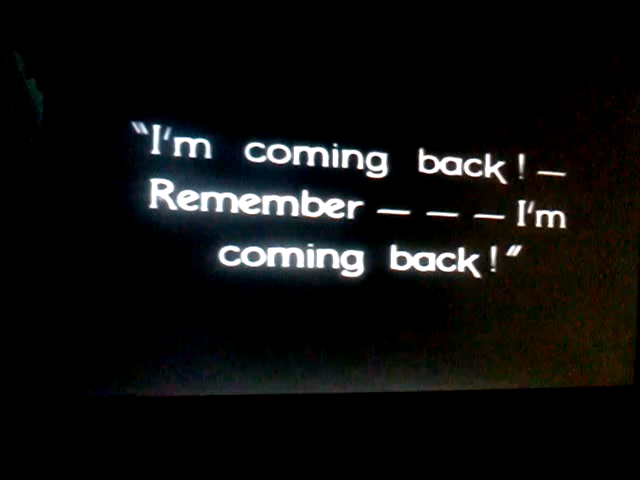 “I'm coming back! —
Remember — — — I'm
coming back!”